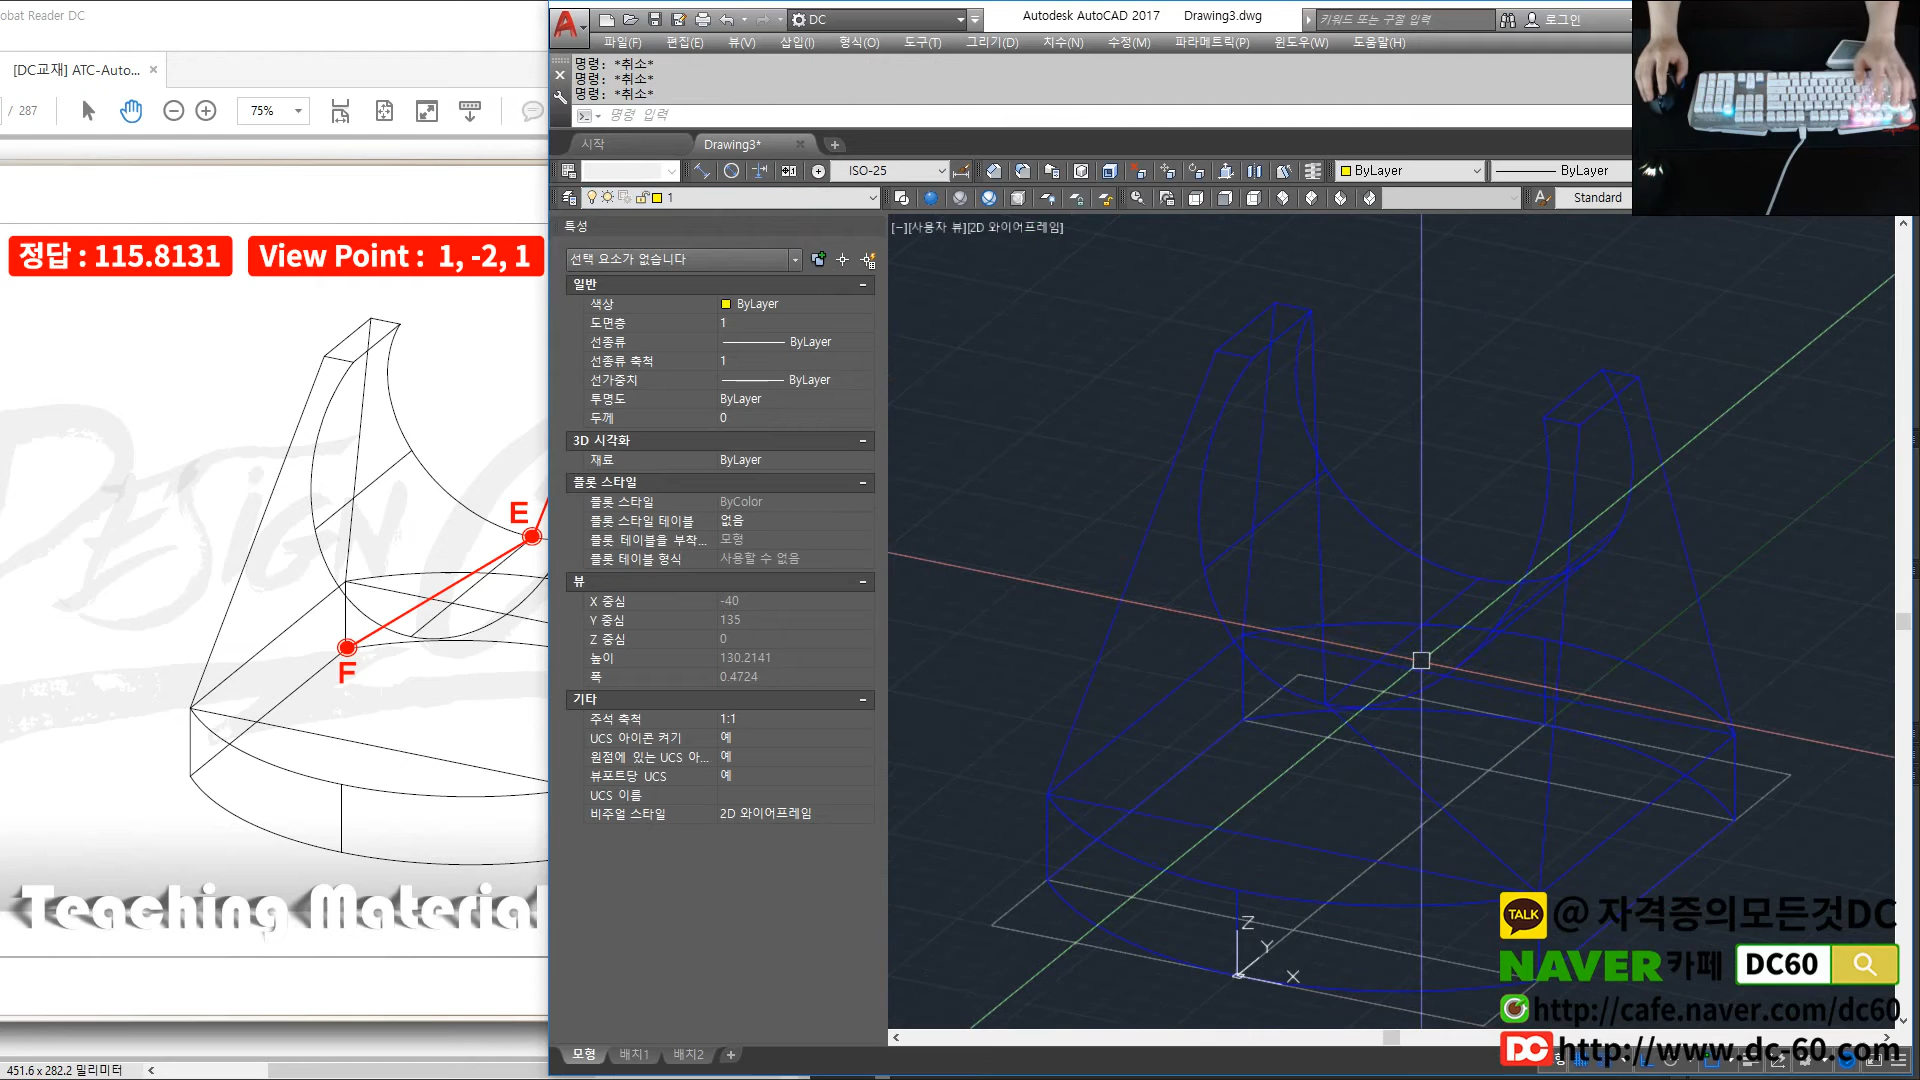 obat Reader DC
[DC교재] ATC-Auto...
/ 287
75%
정답 : 115.8131
View Point : 1, -2, 1
E
F
Teaching Material
451.6 x 282.2 밀리미터
DC
Autodesk AutoCAD 2017
Drawing3.dwg
키워드 또는 구절 입력
로그인
파일(F)
편집(E)
뷰(V)
삽입(I)
형식(O)
도구(T)
그리기(D)
치수(N)
수정(M)
파라메트릭(P)
윈도우(W)
도움말(H)
명령: *취소*
명령: *취소*
명령: *취소*
명령 입력
시작
Drawing3*
ISO-25
ByLayer
ByLayer
1
Standard
특성
선택 요소가 없습니다
일반
색상 ByLayer
도면층 1
선종류 ByLayer
선종류 축척 1
선가중치 ByLayer
투명도 ByLayer
두께 0
3D 시각화
재료 ByLayer
플롯 스타일
플롯 스타일 ByColor
플롯 스타일 테이블 없음
플롯 테이블을 부착... 모형
플롯 테이블 형식 사용할 수 없음
뷰
X 중심 -40
Y 중심 135
Z 중심 0
높이 130.2141
폭 0.4724
기타
주석 축척 1:1
UCS 아이콘 켜기 예
원점에 있는 UCS 아... 예
뷰포트당 UCS 예
UCS 이름
비주얼 스타일 2D 와이어프레임
[−][사용자 뷰][2D 와이어프레임]
Z
Y
X
모형
배치1
배치2
TALK @ 자격증의모든것DC
NAVER 카페 DC60
http://cafe.naver.com/dc60
DC http://www.dc-60.com